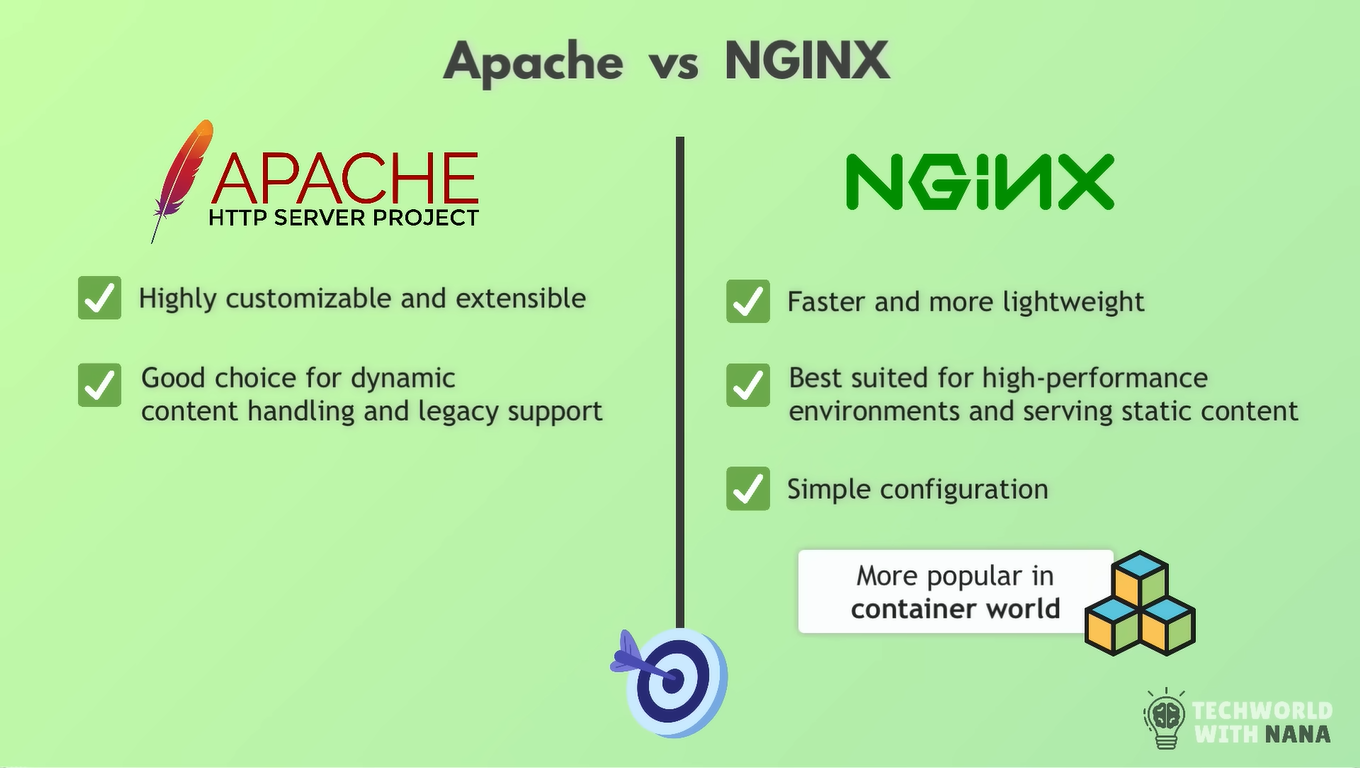 Apache vs NGINX
APACHE
HTTP SERVER PROJECT
Highly customizable and extensible
Good choice for dynamic
content handling and legacy support
NGINX
Faster and more lightweight
Best suited for high-performance
environments and serving static content
Simple configuration
More popular in
container world
TECHWORLD
WITH NANA